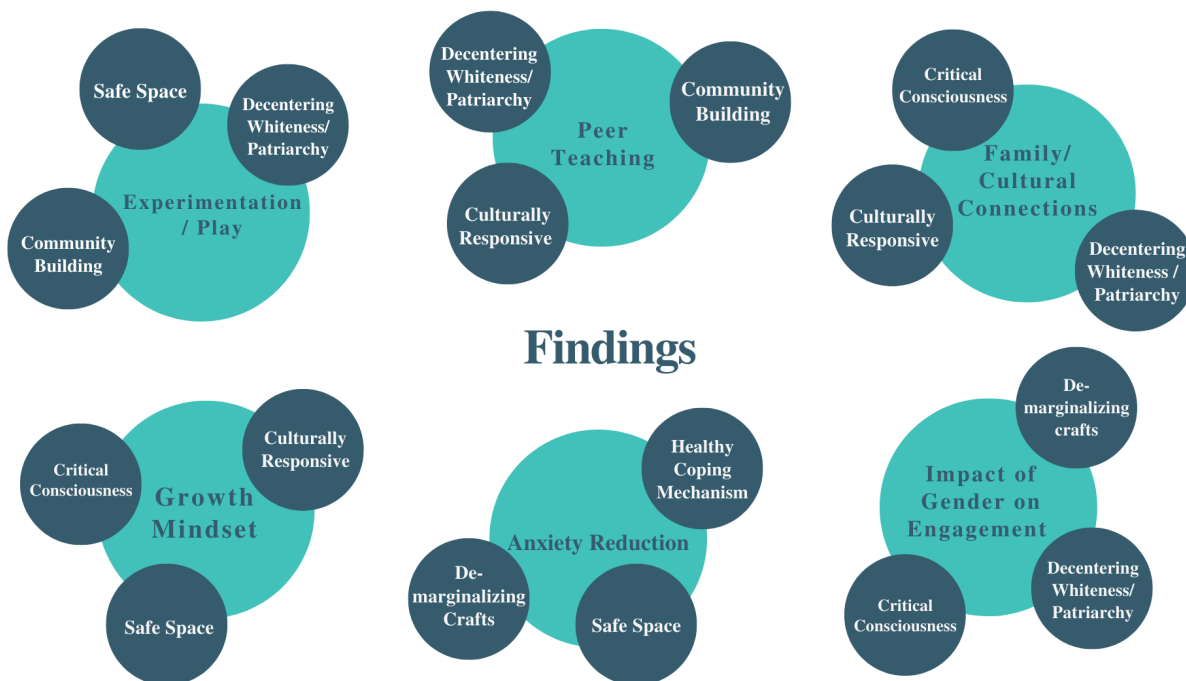 Safe Space
Decentering
Whiteness/
Patriarchy
Experimentation
/ Play
Community
Building
Decentering
Whiteness/
Patriarchy
Community
Building
Peer
Teaching
Culturally
Responsive
Critical
Consciousness
Family/
Cultural
Connections
Culturally
Responsive
Decentering
Whiteness /
Patriarchy
Findings
Culturally
Responsive
Critical
Consciousness
Growth
Mindset
Safe Space
Healthy
Coping
Mechanism
Anxiety Reduction
De-
marginalizing
Crafts
Safe Space
De-
marginalizing
crafts
Impact of
Gender on
Engagement
Decentering
Whiteness/
Patriarchy
Critical
Consciousness